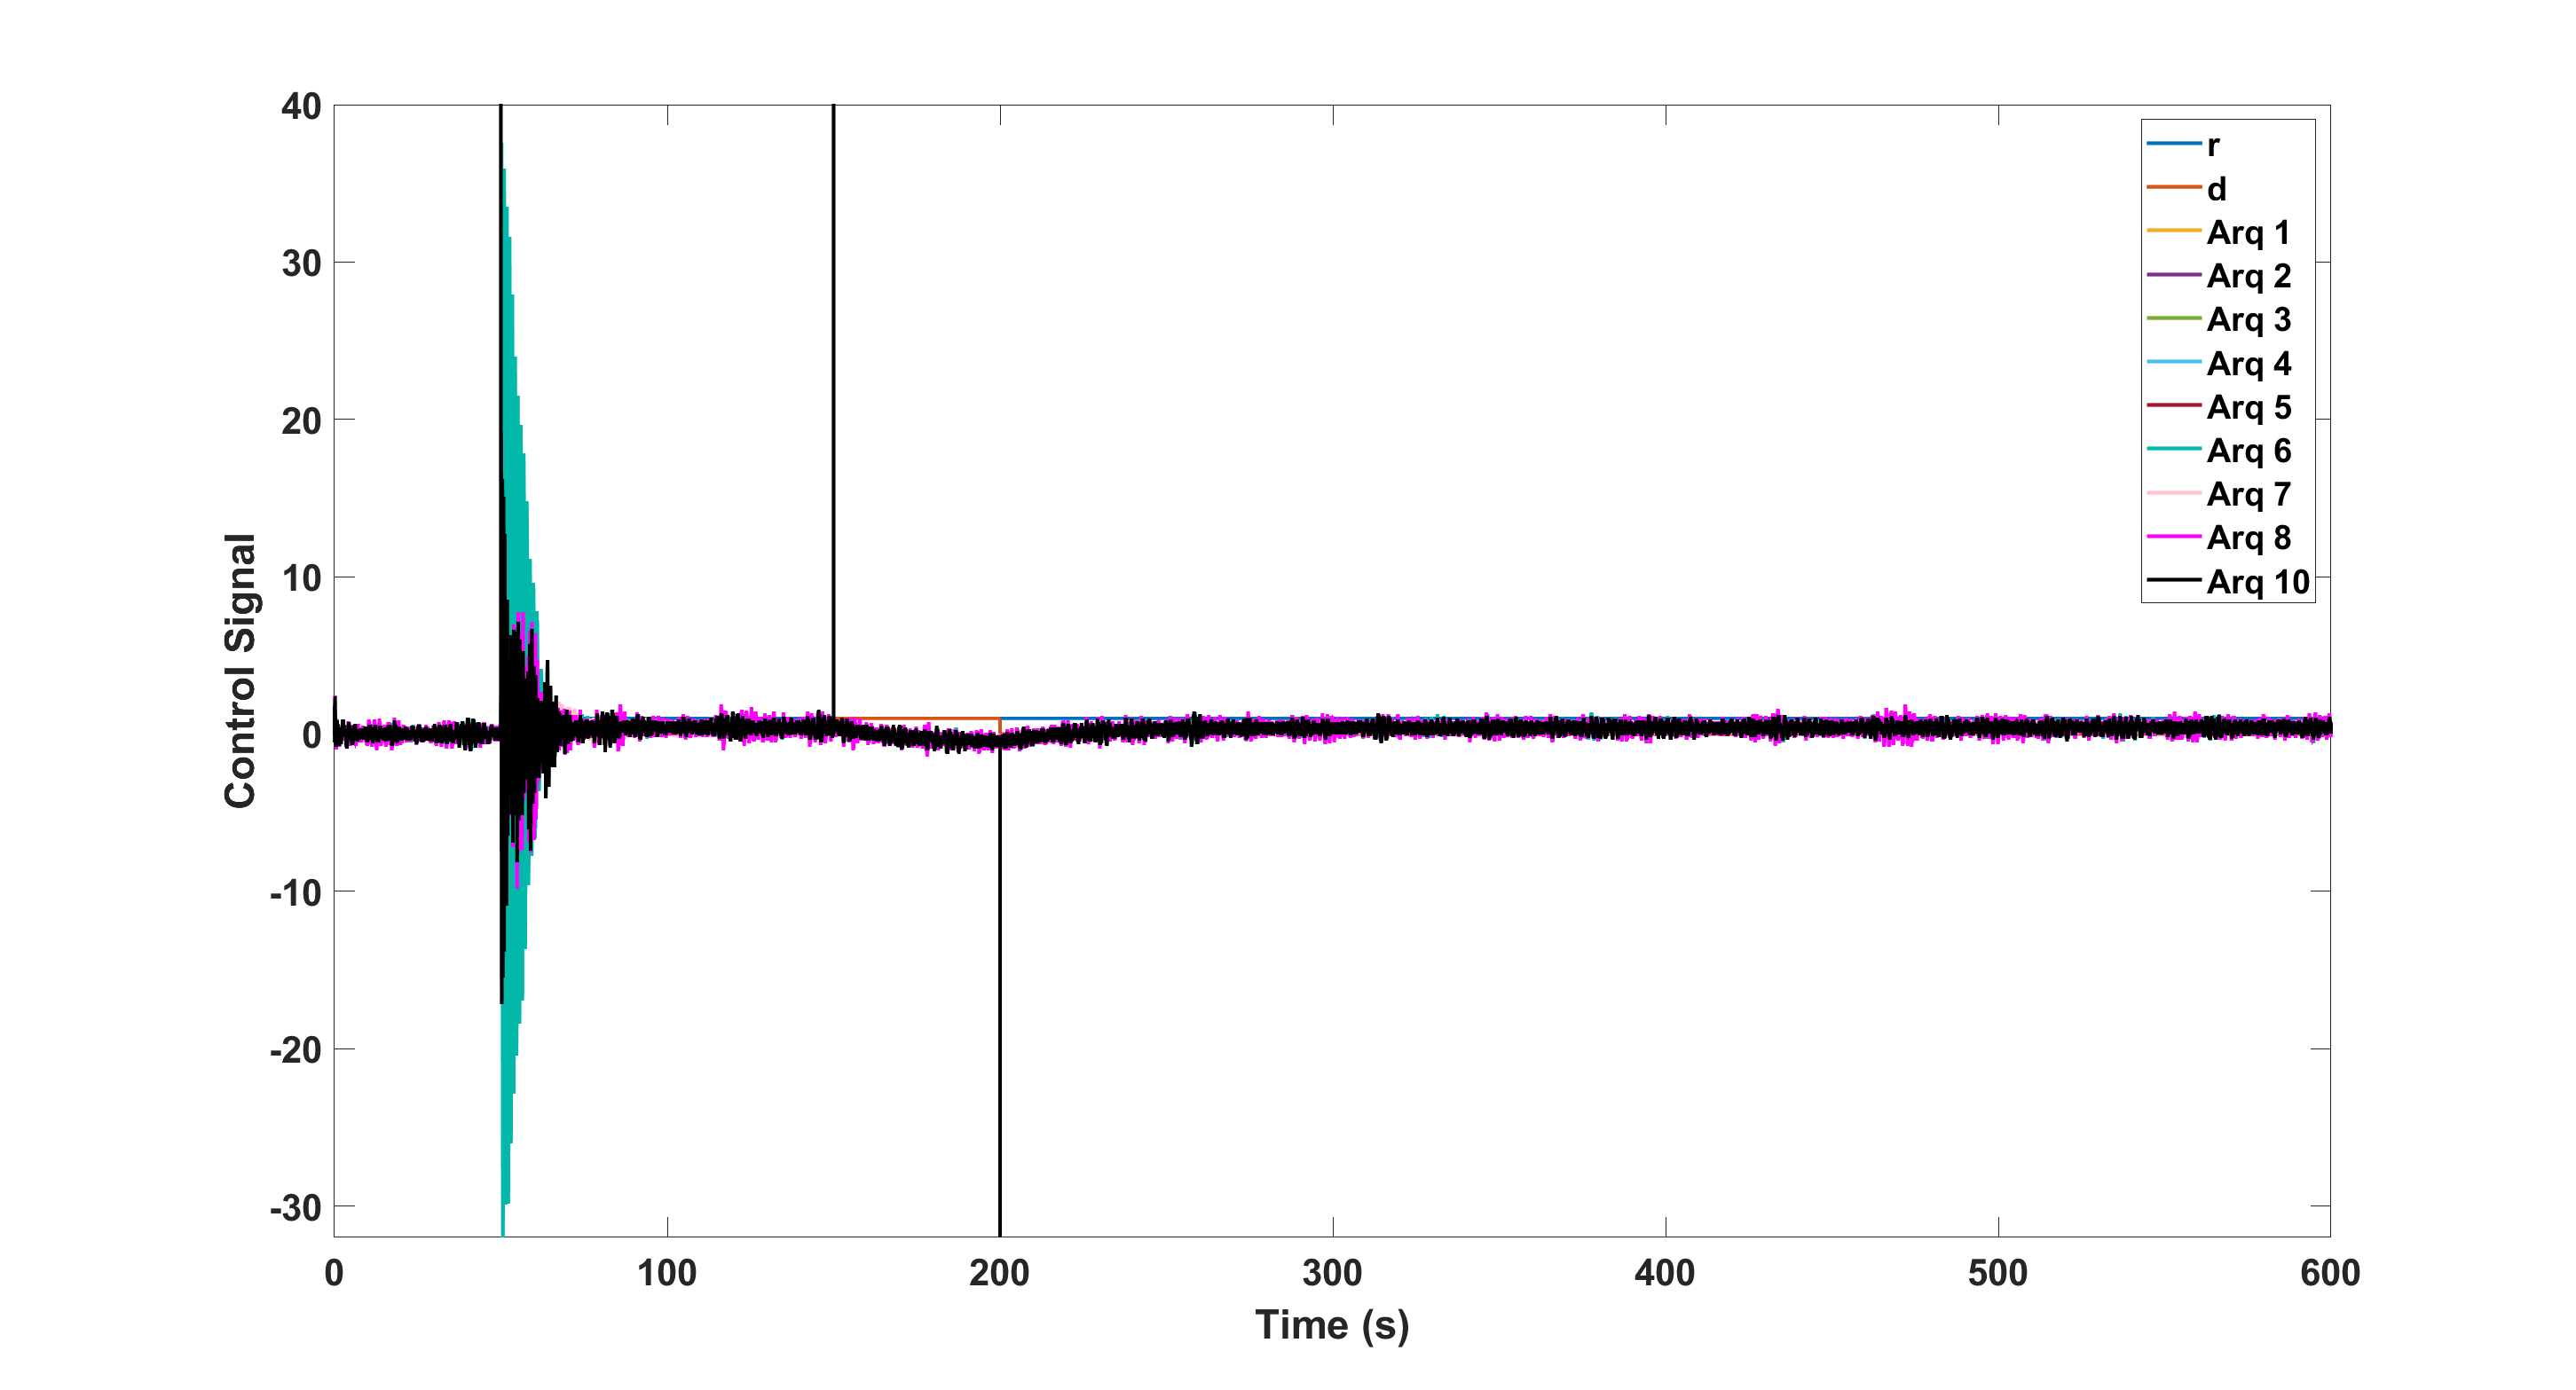 40
30
20
10
0
-10
-20
-30
Control Signal
0
100
200
300
400
500
600
Time (s)
r
d
Arq 1
Arq 2
Arq 3
Arq 4
Arq 5
Arq 6
Arq 7
Arq 8
Arq 10